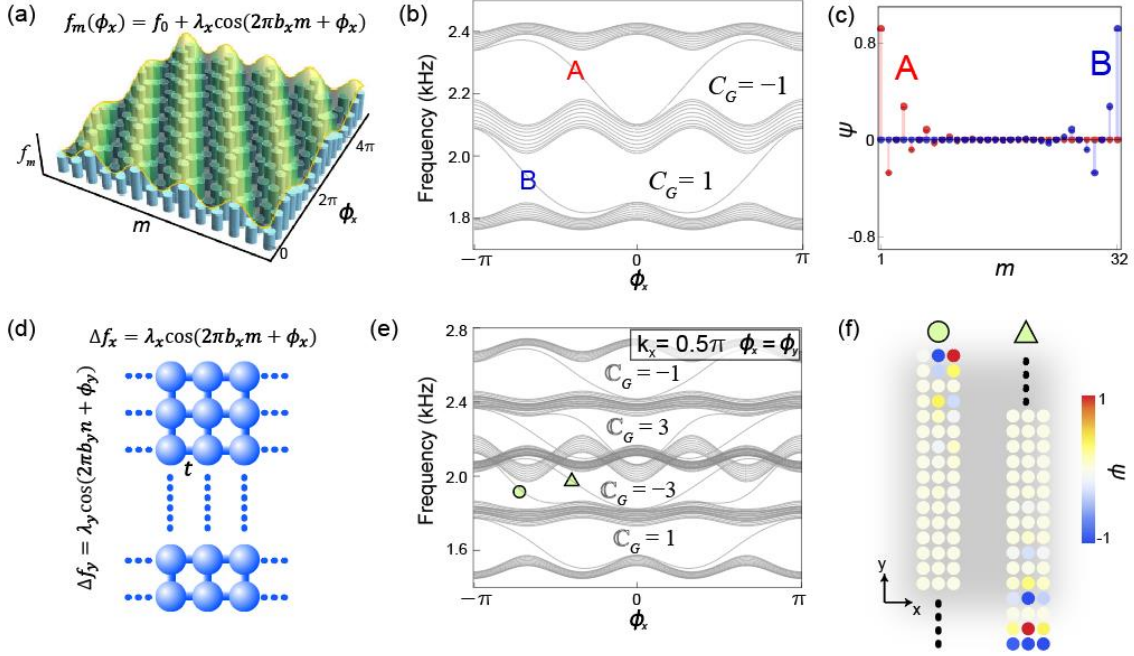 (a)
f_m(ϕ_x) = f_0 + λ_x cos(2πb_x m + ϕ_x)
f_m
m
0
2π
4π
ϕ_x
(b)
Frequency (kHz)
2.4
2.2
2.0
1.8
A
B
C_G = −1
C_G = 1
−π
0
π
ϕ_x
(c)
ψ
0.8
0
-0.8
A
B
1
32
m
(d)
Δf_x = λ_x cos(2πb_x m + ϕ_x)
Δf_y = λ_y cos(2πb_y n + ϕ_y)
t
(e)
Frequency (kHz)
2.8
2.4
2.0
1.6
k_x = 0.5π ϕ_x = ϕ_y
ℂ_G = −1
ℂ_G = 3
ℂ_G = −3
ℂ_G = 1
−π
0
π
ϕ_x
(f)
y
x
1
-1
ψ